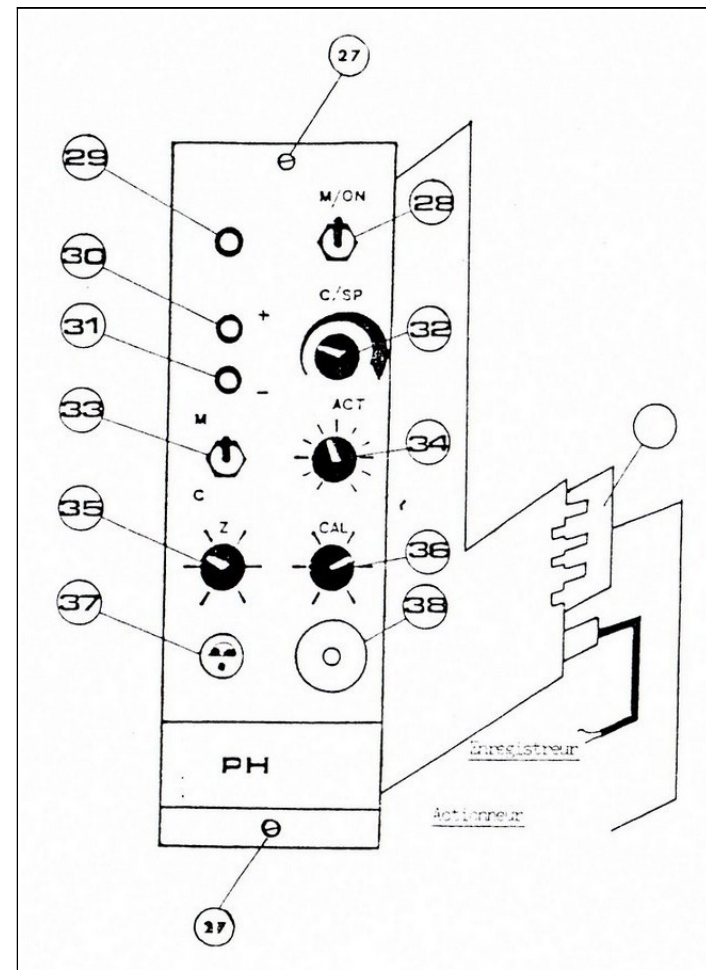 27
29
M/ON
28
30
+
C/SP
31
32
−
33
M
ACT
34
C
35
Z
CAL
36
37
38
Enregistreur
PH
Actionneur
27